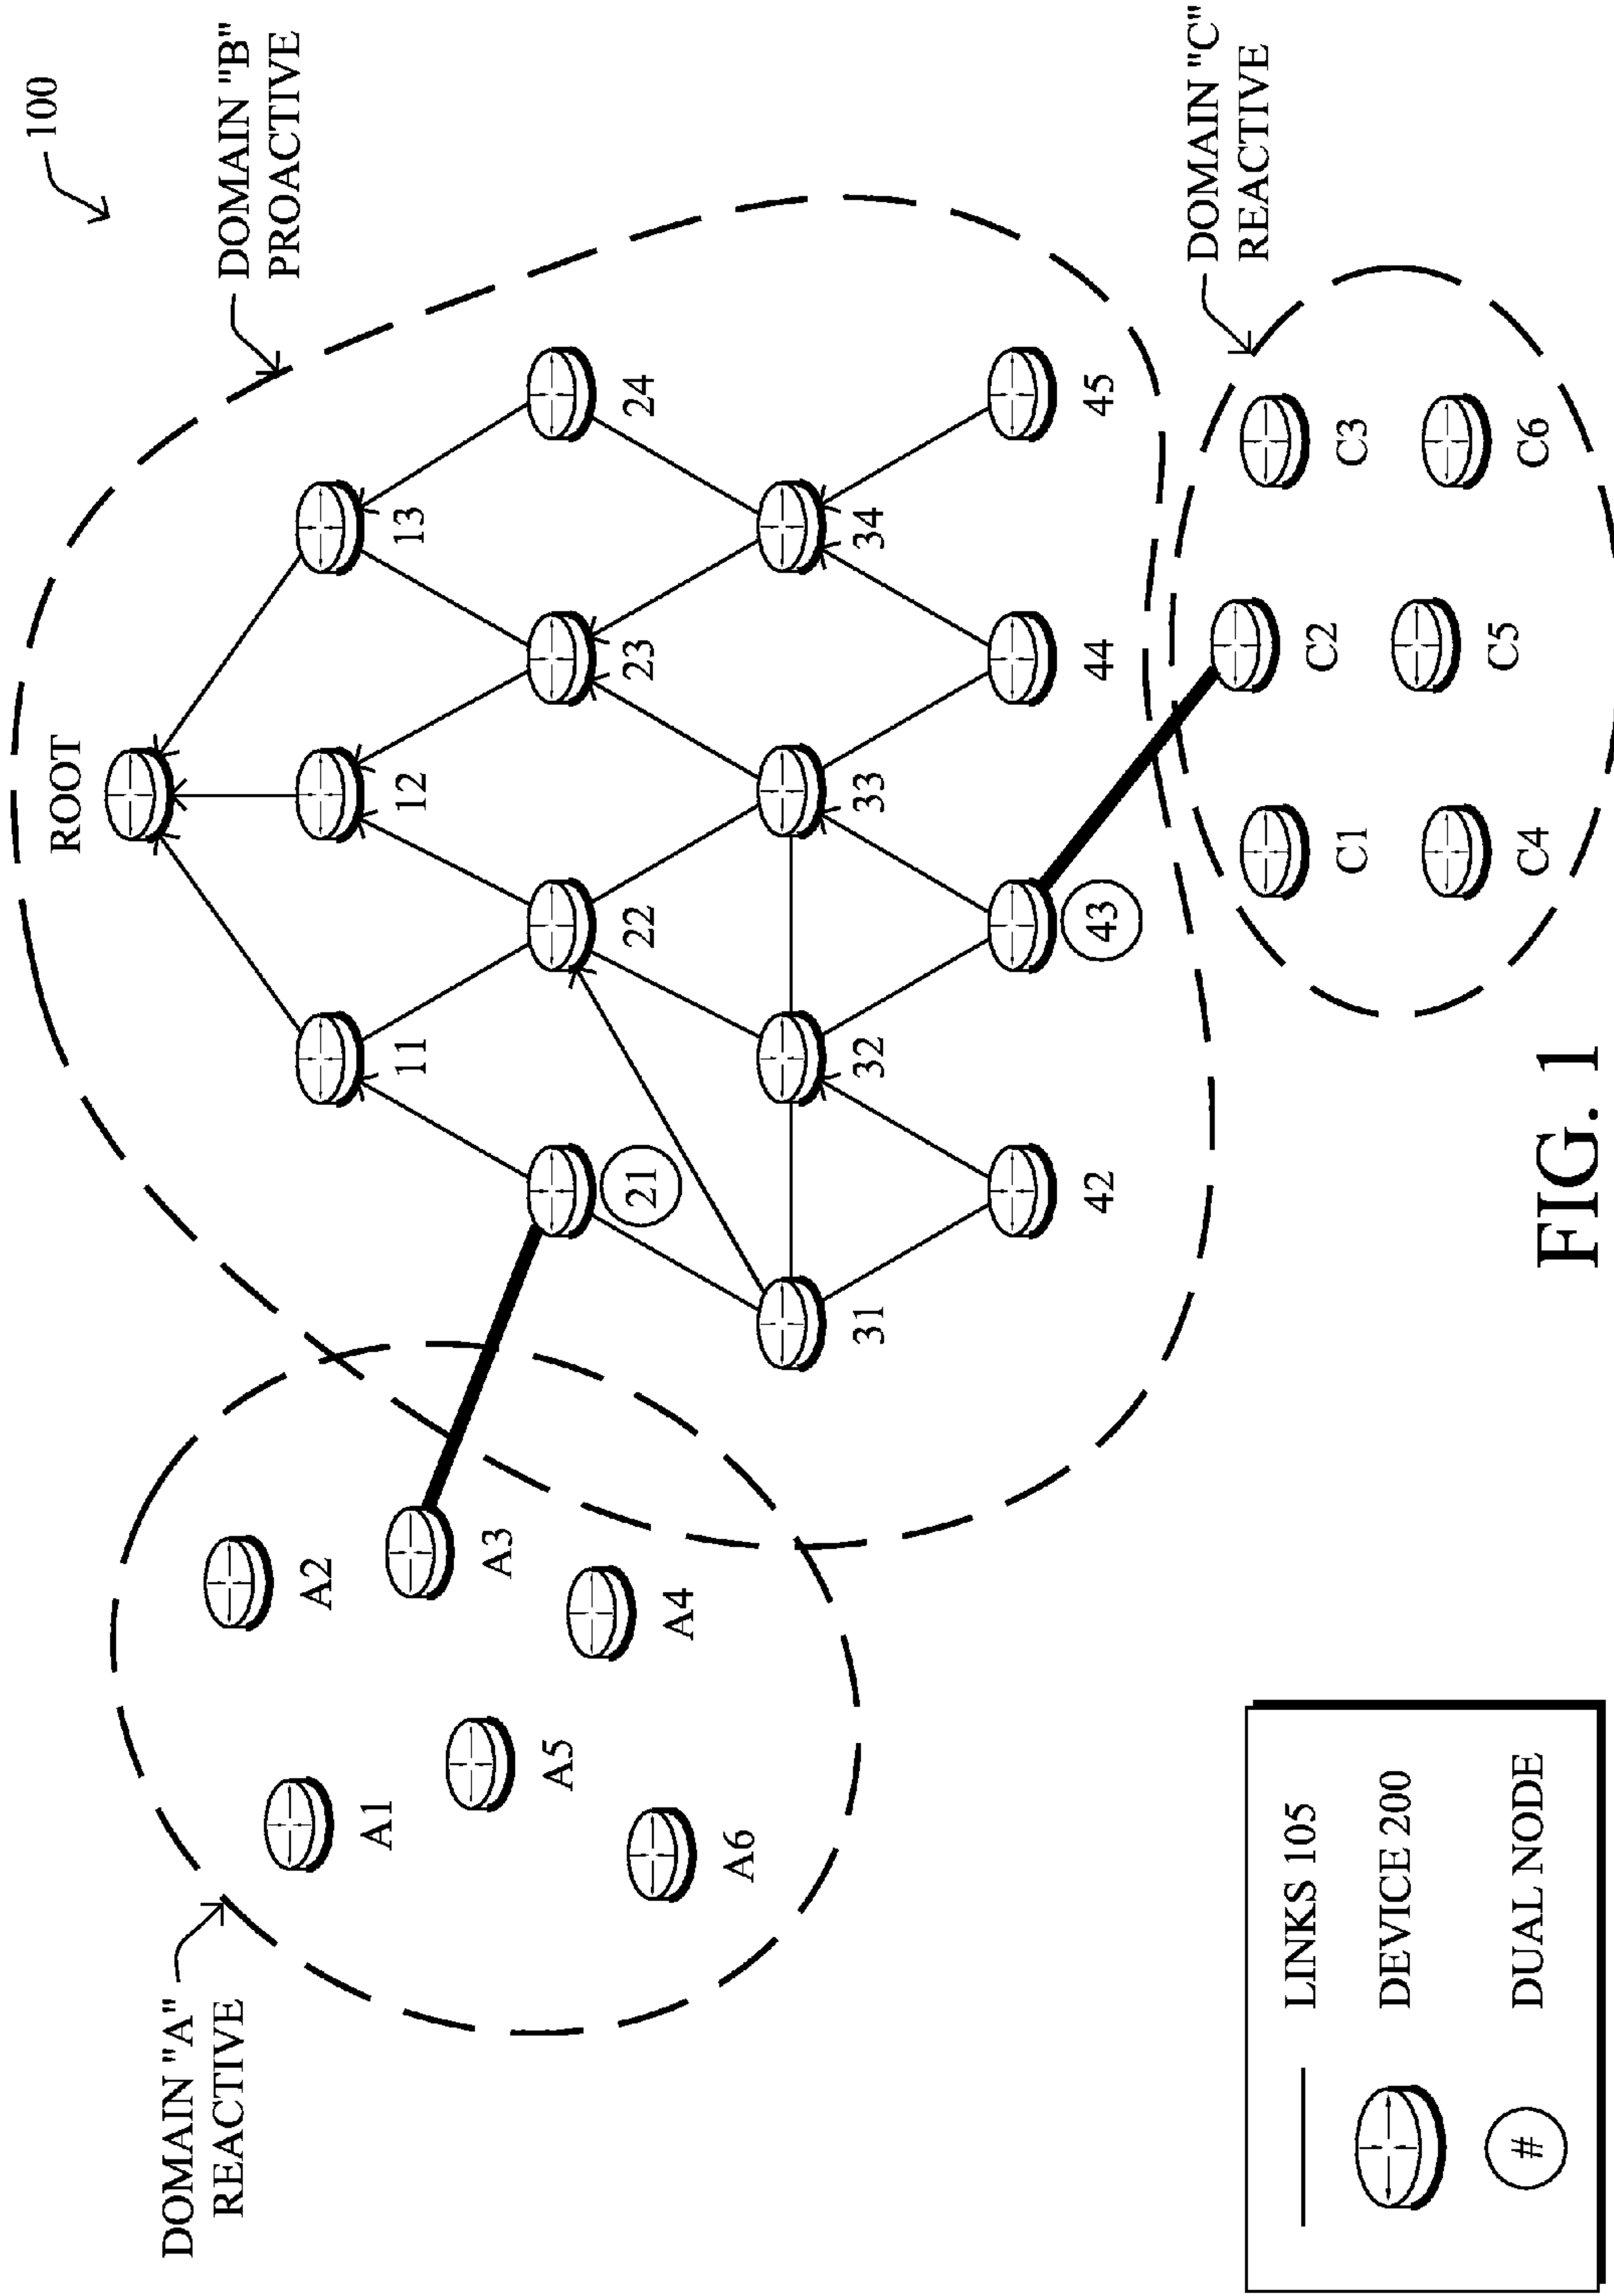 100
DOMAIN "A"
REACTIVE
DOMAIN "B"
PROACTIVE
ROOT
A1
A2
11
12
13
A3
A5
A4
21
22
23
24
A6
31
32
33
34
42
43
44
45
DOMAIN "C"
REACTIVE
C1
C2
C3
C4
C5
C6
LINKS 105
DEVICE 200
# DUAL NODE
FIG. 1